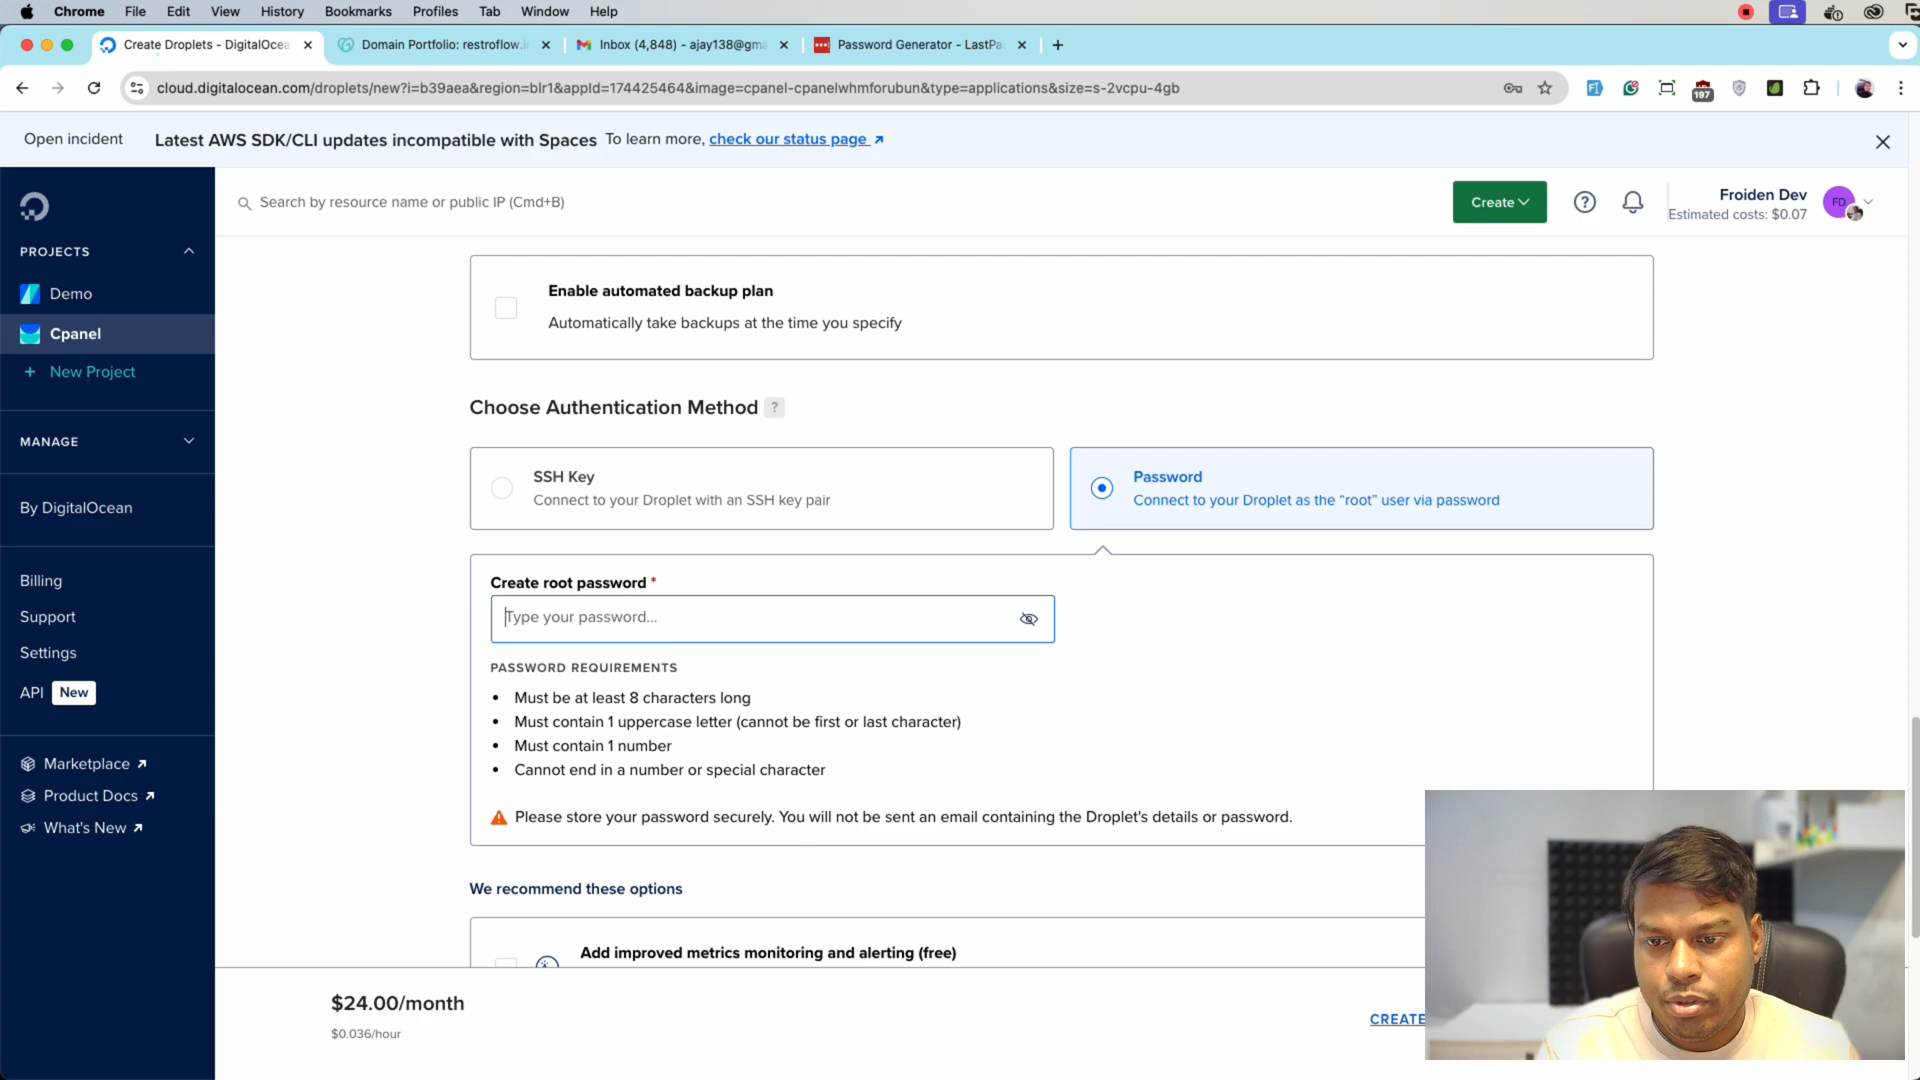 Chrome File Edit View History Bookmarks Profiles Tab Window Help
Create Droplets - DigitalOcea
Domain Portfolio: restroflow.i
Inbox (4,848) - ajay138@gma
Password Generator - LastPa
cloud.digitalocean.com/droplets/new?i=b39aea&region=blr1&appId=174425464&image=cpanel-cpanelwhmforubun&type=applications&size=s-2vcpu-4gb
197
Open incident Latest AWS SDK/CLI updates incompatible with Spaces To learn more, check our status page
Search by resource name or public IP (Cmd+B)
Create
Froiden Dev
Estimated costs: $0.07
FD
PROJECTS
Demo
Cpanel
+ New Project
MANAGE
By DigitalOcean
Billing
Support
Settings
API New
Marketplace
Product Docs
What's New
Enable automated backup plan
Automatically take backups at the time you specify
Choose Authentication Method ?
SSH Key
Connect to your Droplet with an SSH key pair
Password
Connect to your Droplet as the “root” user via password
Create root password *
Type your password...
PASSWORD REQUIREMENTS
• Must be at least 8 characters long
• Must contain 1 uppercase letter (cannot be first or last character)
• Must contain 1 number
• Cannot end in a number or special character
Please store your password securely. You will not be sent an email containing the Droplet's details or password.
We recommend these options
Add improved metrics monitoring and alerting (free)
$24.00/month
$0.036/hour
CREATE